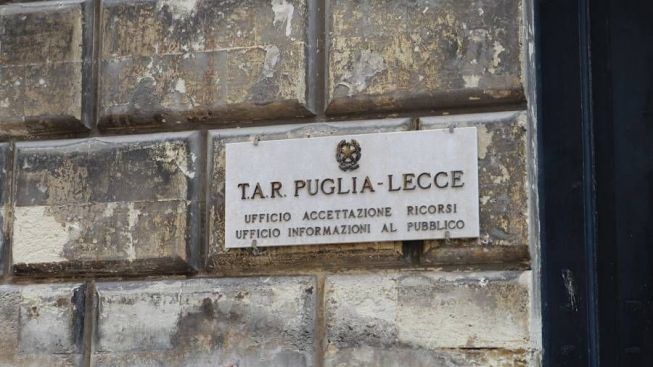 T.A.R. PUGLIA-LECCE
UFFICIO ACCETTAZIONE RICORSI
UFFICIO INFORMAZIONI AL PUBBLICO